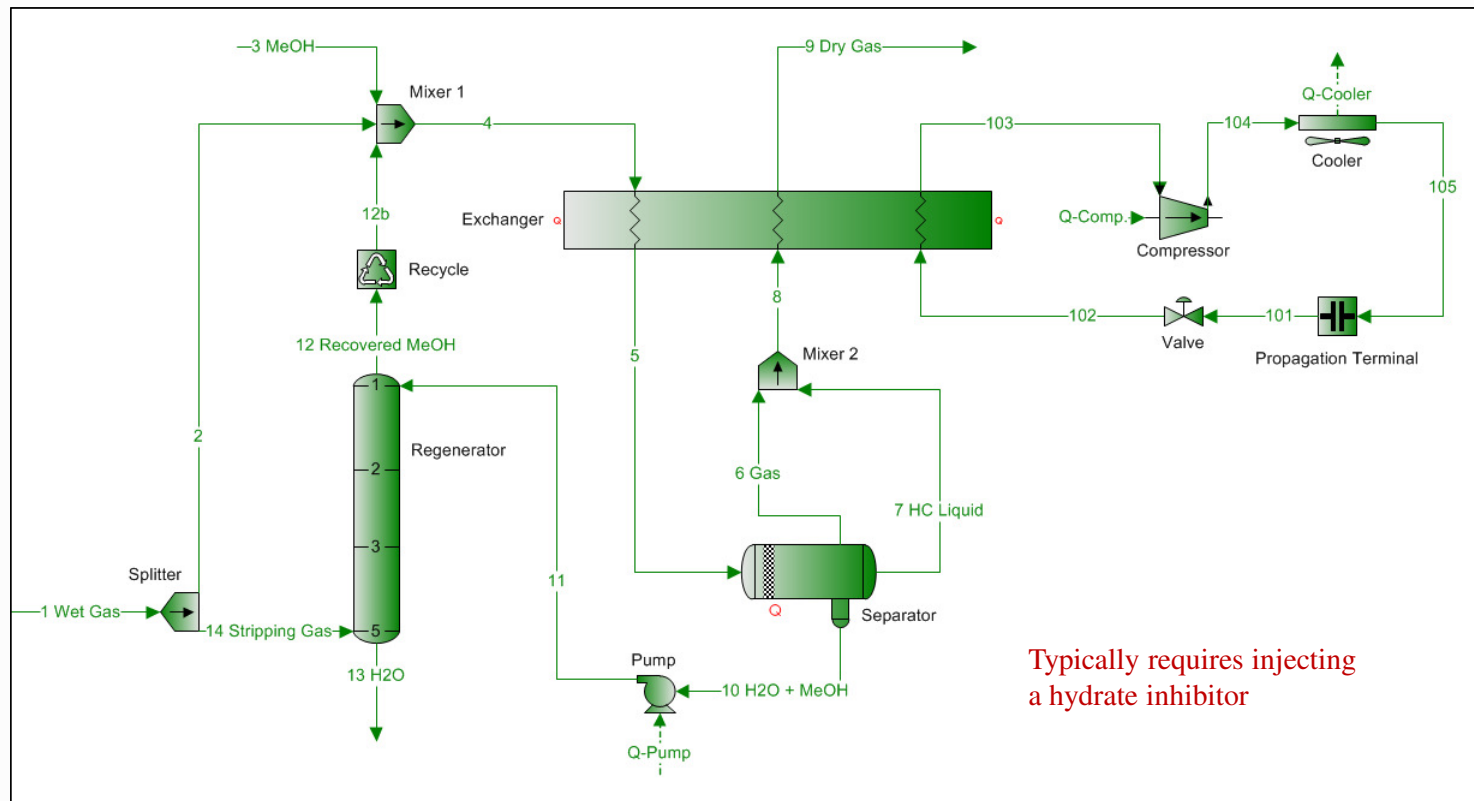 3 MeOH
9 Dry Gas
Q-Cooler
Mixer 1
4
103
104
Cooler
105
12b
Exchanger
Q
Q
Q-Comp.
Compressor
Recycle
8
102
Valve
101
Propagation Terminal
12 Recovered MeOH
5
Mixer 2
1
2
Regenerator
2
6 Gas
7 HC Liquid
3
11
Splitter
1 Wet Gas
14 Stripping Gas
5
Q
Separator
13 H2O
Pump
10 H2O + MeOH
Q-Pump
Typically requires injecting
a hydrate inhibitor